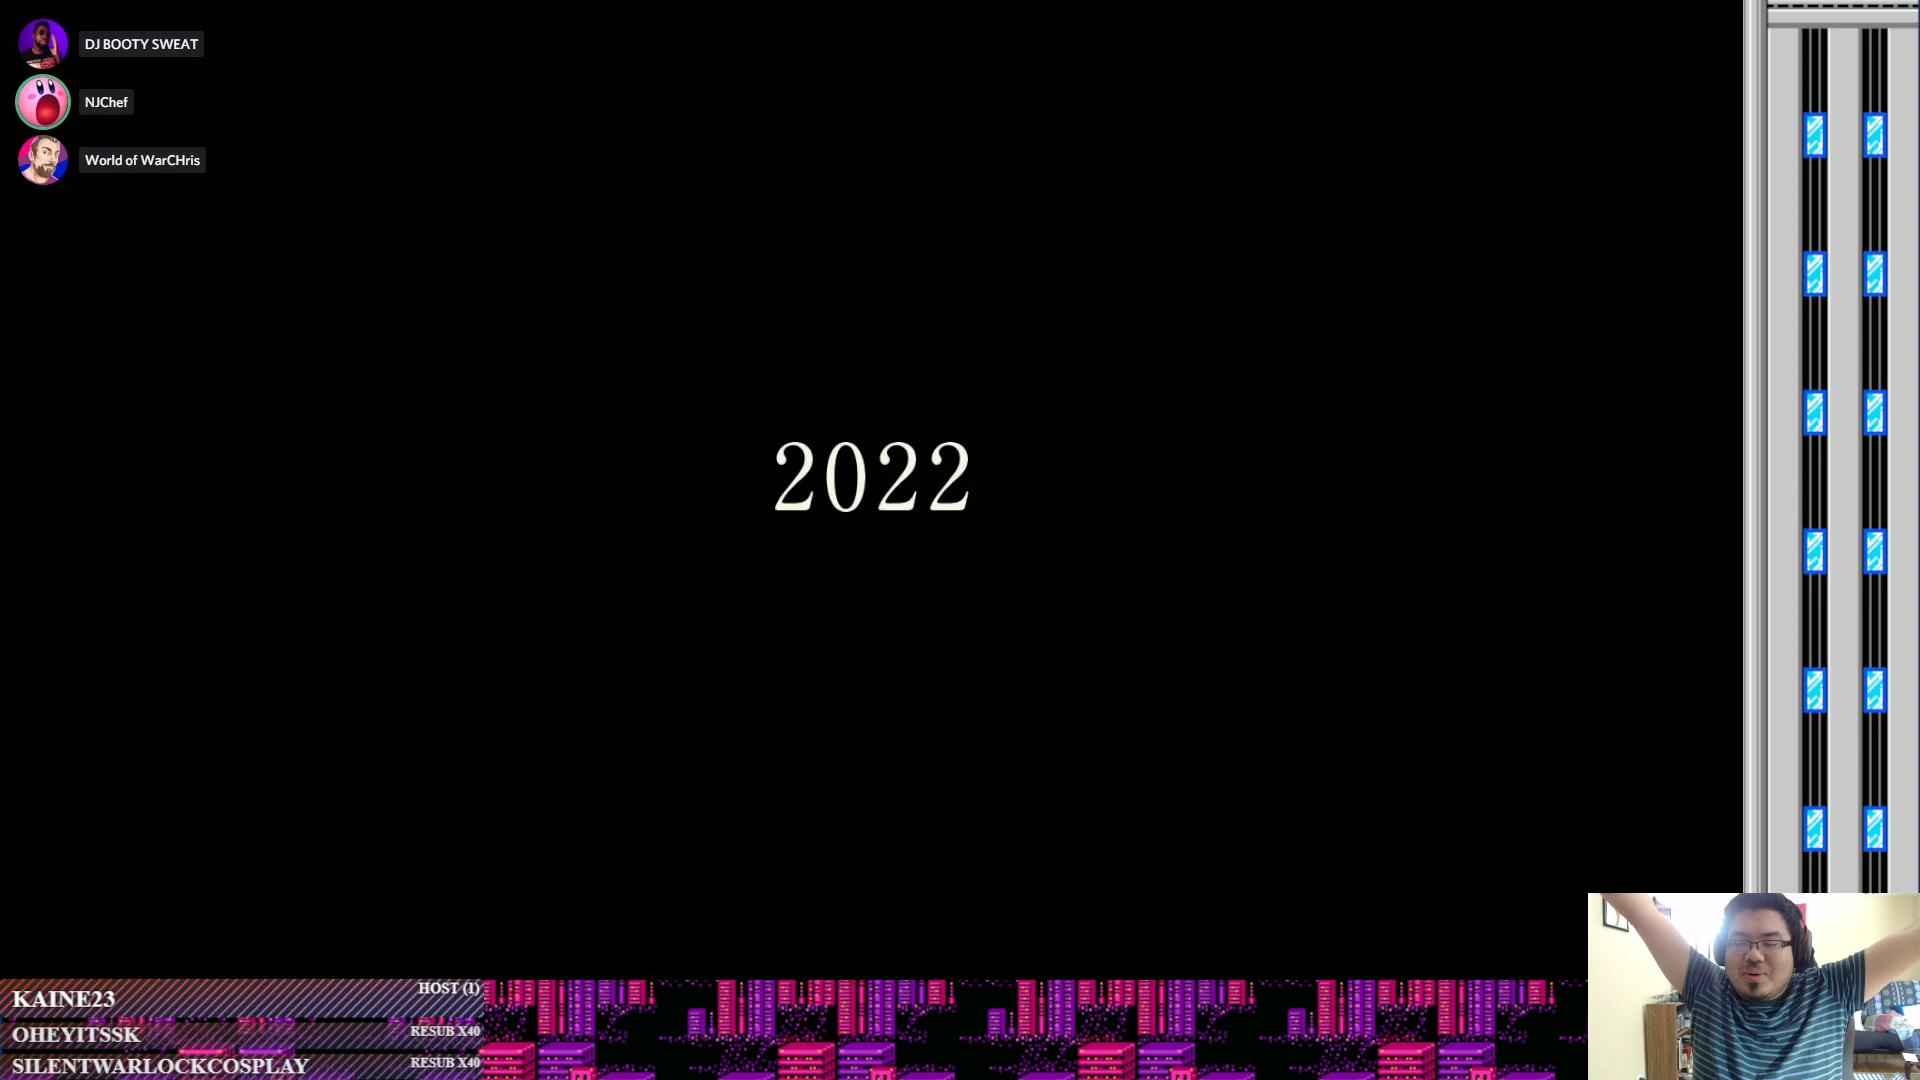 DJ BOOTY SWEAT
NJChef
World of WarCHris
2022
KAINE23 HOST (1)
OHEYITSSK RESUB X40
SILENTWARLOCKCOSPLAY RESUB X40